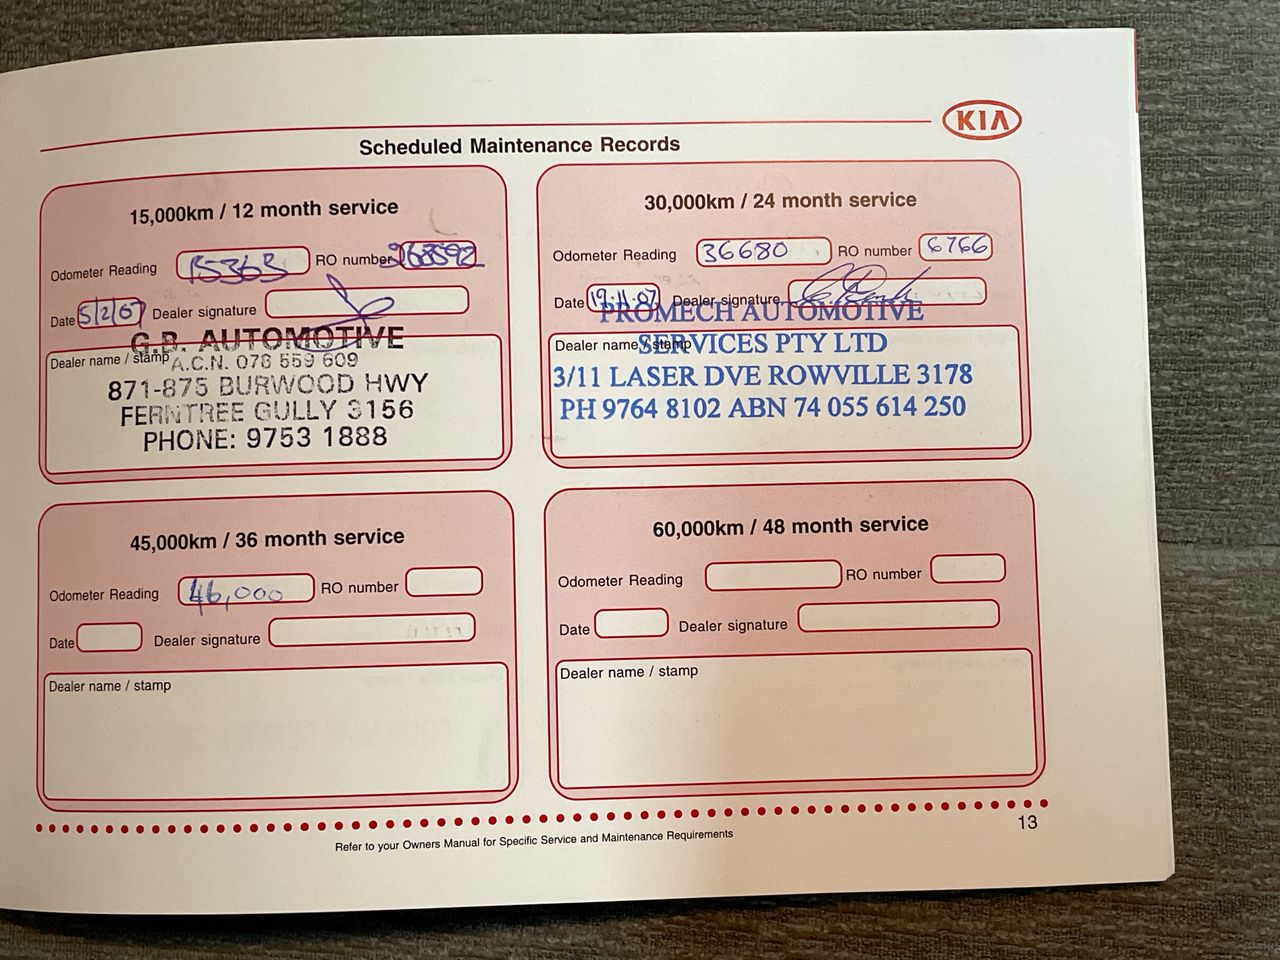 KIA
Scheduled Maintenance Records
15,000km / 12 month service
Odometer Reading 15363 RO number 268592
Date 5/2/07 Dealer signature
G.B. AUTOMOTIVE
Dealer name / stamp A.C.N. 078 559 609
871-875 BURWOOD HWY
FERNTREE GULLY 3156
PHONE: 9753 1888
30,000km / 24 month service
Odometer Reading 36680 RO number 6766
Date 19.11.07 Dealer signature
PROMECH AUTOMOTIVE
Dealer name / stamp SERVICES PTY LTD
3/11 LASER DVE ROWVILLE 3178
PH 9764 8102 ABN 74 055 614 250
45,000km / 36 month service
Odometer Reading 46,000 RO number
Date Dealer signature
Dealer name / stamp
60,000km / 48 month service
Odometer Reading RO number
Date Dealer signature
Dealer name / stamp
13
Refer to your Owners Manual for Specific Service and Maintenance Requirements